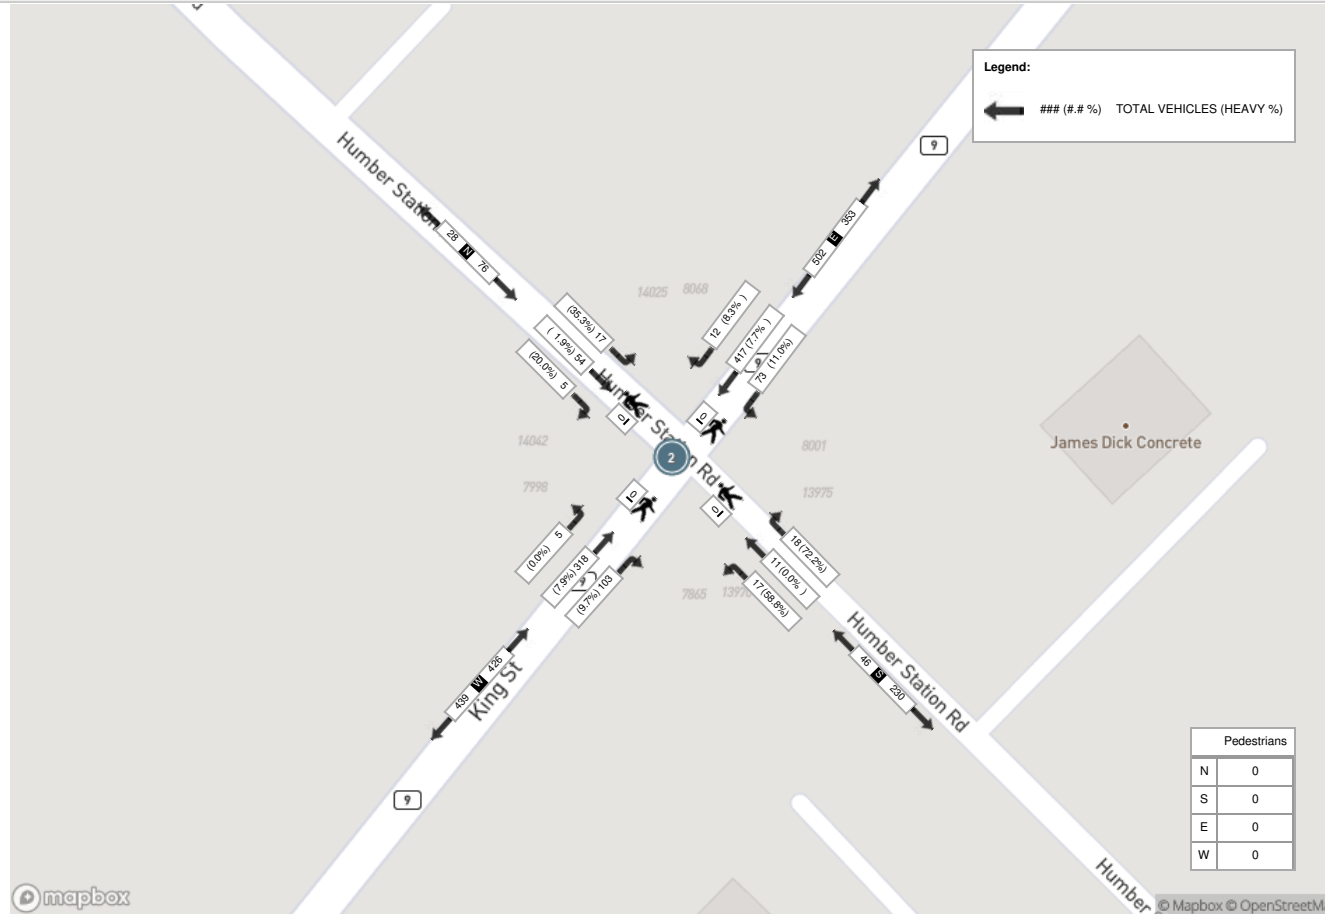 Legend:
### (#.# %) TOTAL VEHICLES (HEAVY %)
9
Humber Station
28 N 76
502 E 353
14025
8068
(35.3%) 17
( 1.9%) 54
(20.0%) 5
12 (8.3% )
417 (7.7% )
73 (11.0%)
9
Humber Station Rd
0
0
2
14042
7998
8001
13975
James Dick Concrete
0
0
(0.0%) 5
(7.9%) 318
(9.7%) 103
9
18 (72.2%)
11 (0.0% )
17 (58.8%)
7865
13970
439 W 426
King St
46 S 230
Humber Station Rd
9
Pedestrians
N 0
S 0
E 0
W 0
Humber
mapbox
© Mapbox © OpenStreetM